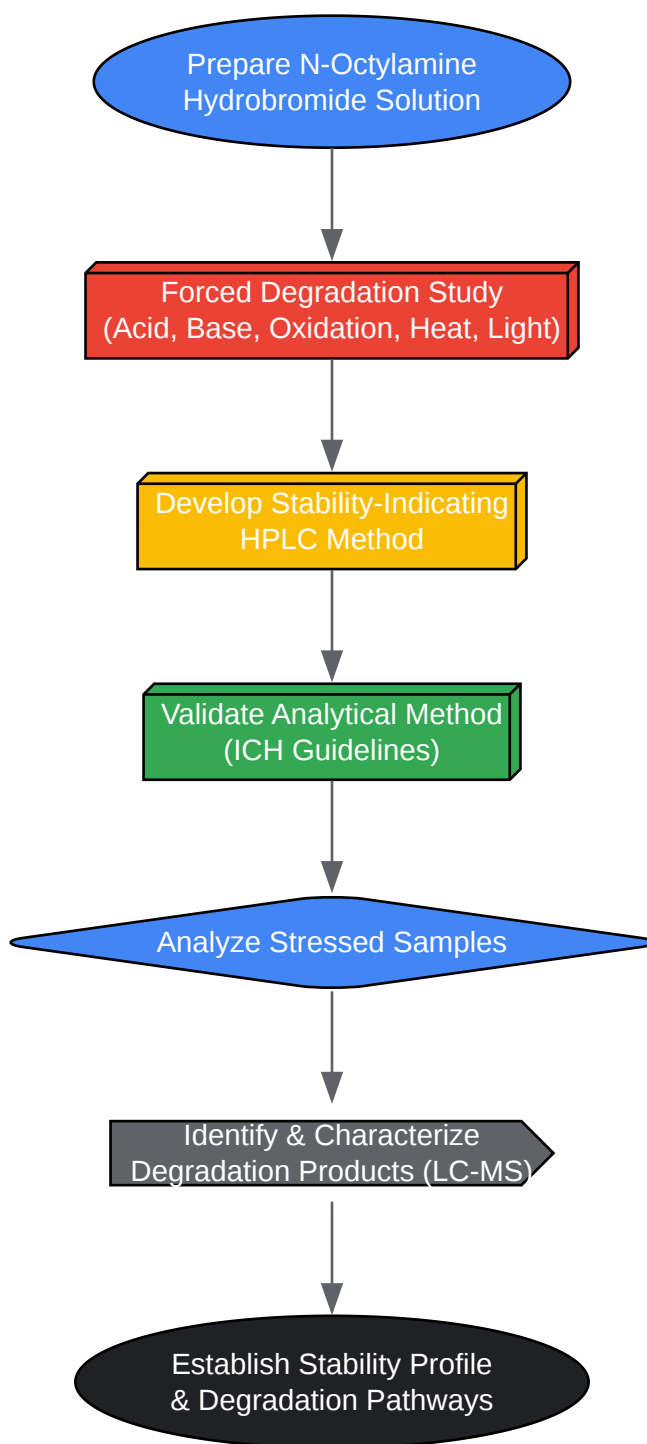 Prepare N-Octylamine
Hydrobromide Solution
Forced Degradation Study
(Acid, Base, Oxidation, Heat, Light)
Develop Stability-Indicating
HPLC Method
Validate Analytical Method
(ICH Guidelines)
Analyze Stressed Samples
Identify & Characterize
Degradation Products (LC-MS)
Establish Stability Profile
& Degradation Pathways